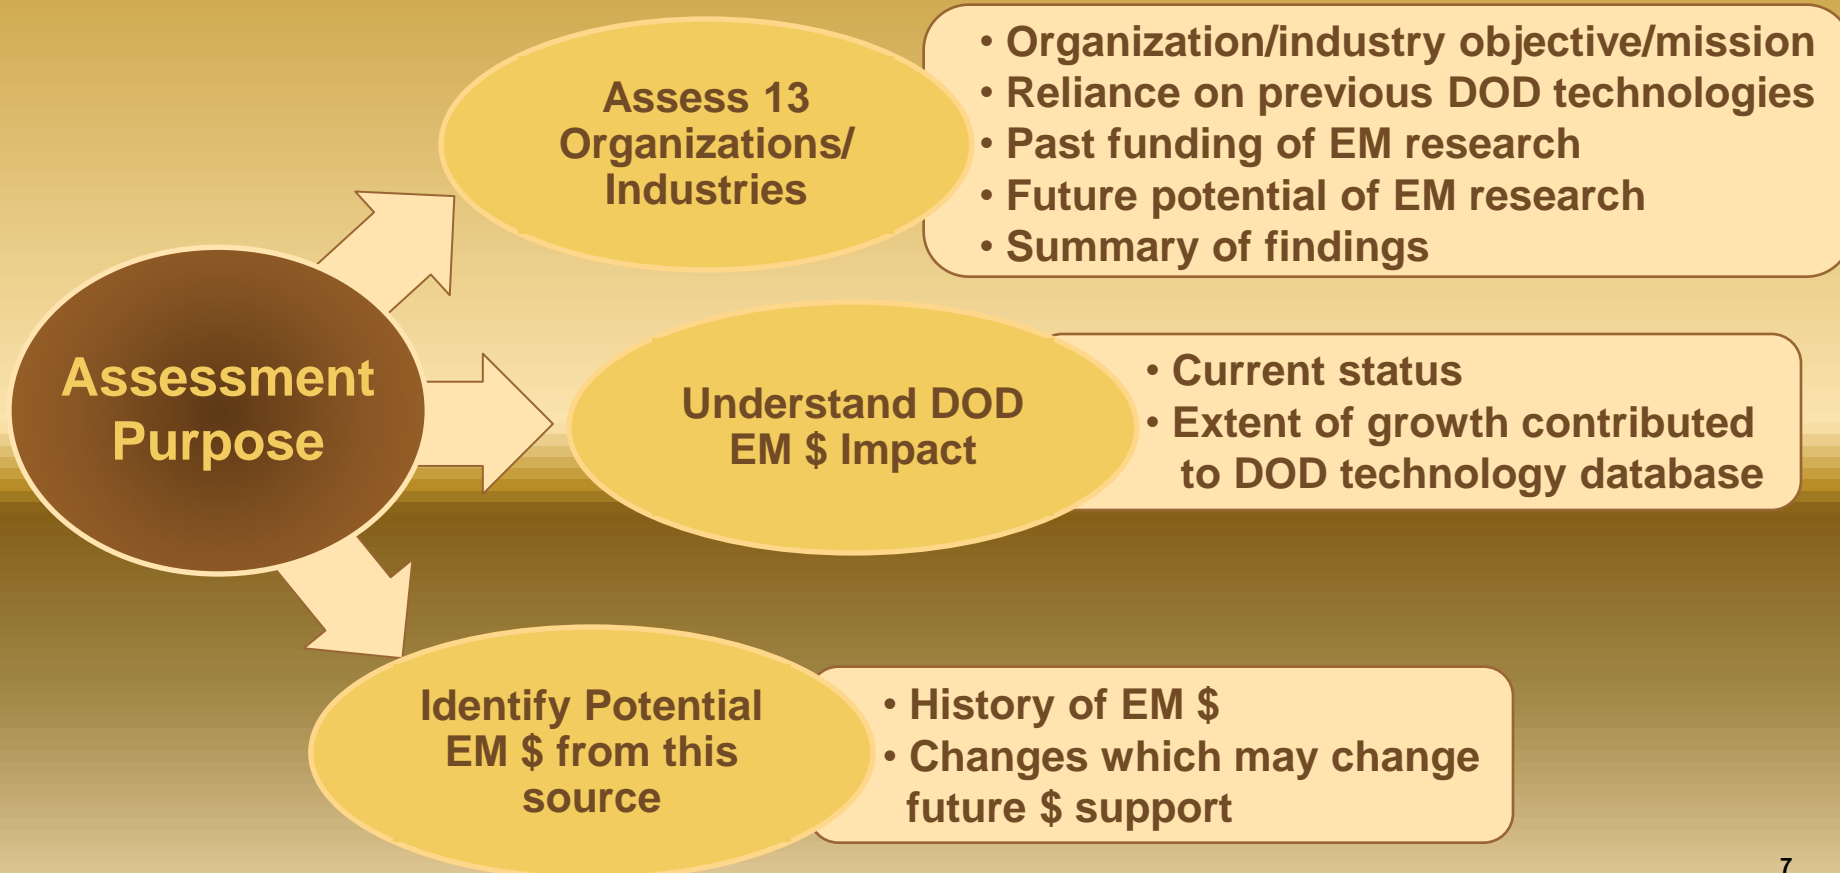 Assessment
Purpose
Assess 13
Organizations/
Industries
• Organization/industry objective/mission
• Reliance on previous DOD technologies
• Past funding of EM research
• Future potential of EM research
• Summary of findings
Understand DOD
EM $ Impact
• Current status
• Extent of growth contributed
to DOD technology database
Identify Potential
EM $ from this
source
• History of EM $
• Changes which may change
future $ support
7